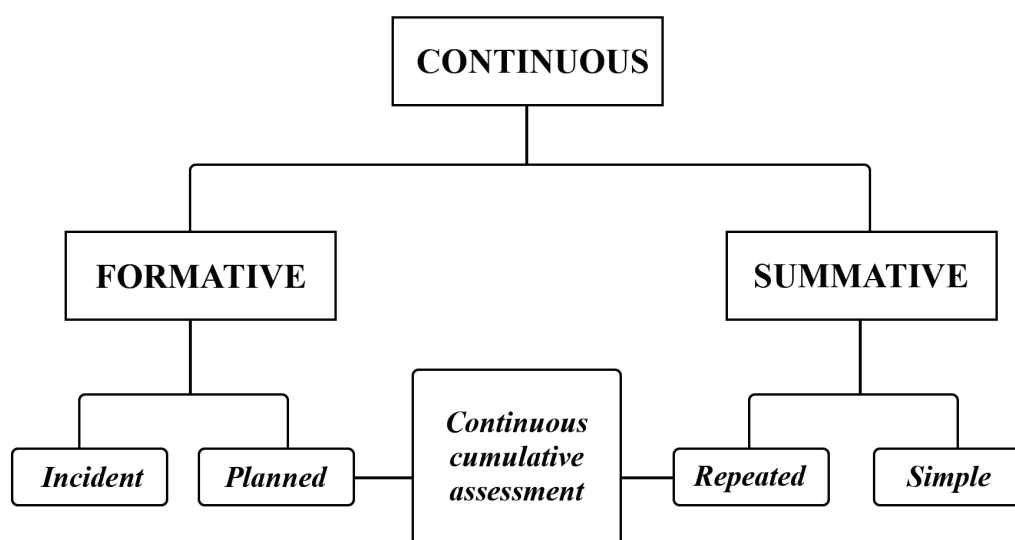 CONTINUOUS
FORMATIVE
SUMMATIVE
Continuous
cumulative
assessment
Incident
Planned
Repeated
Simple